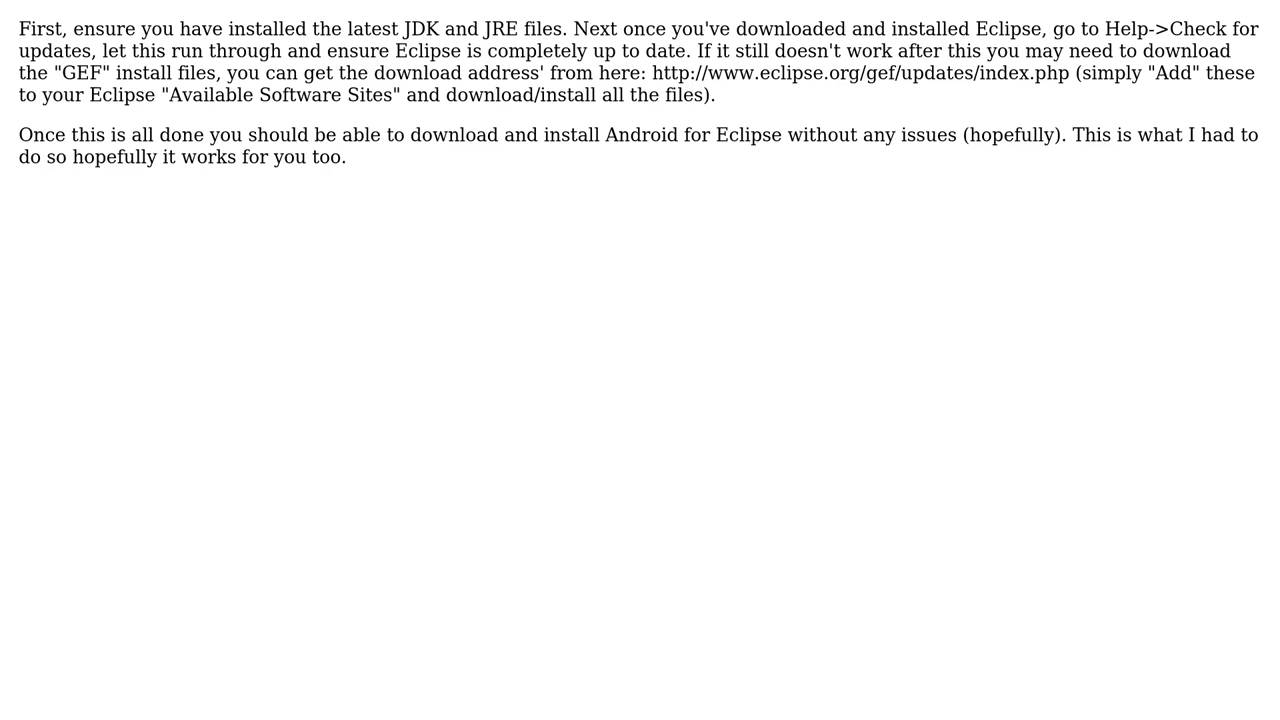 First, ensure you have installed the latest JDK and JRE files. Next once you've downloaded and installed Eclipse, go to Help->Check for
updates, let this run through and ensure Eclipse is completely up to date. If it still doesn't work after this you may need to download
the "GEF" install files, you can get the download address' from here: http://www.eclipse.org/gef/updates/index.php (simply "Add" these
to your Eclipse "Available Software Sites" and download/install all the files).
Once this is all done you should be able to download and install Android for Eclipse without any issues (hopefully). This is what I had to
do so hopefully it works for you too.